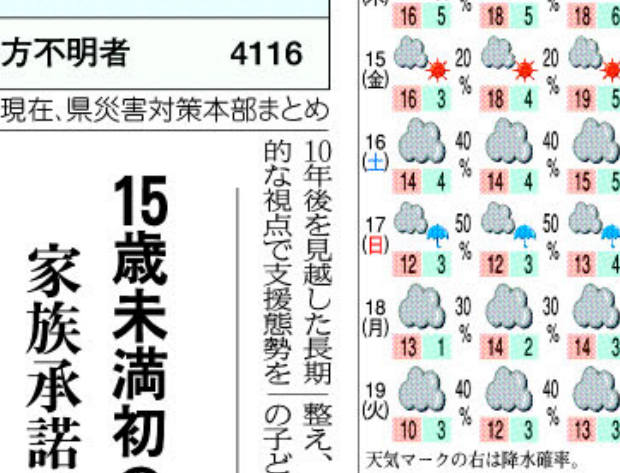 方不明者 4116
現在、県災害対策本部まとめ
10年後を見越した長期
的な視点で支援態勢を
整え、
の子ど
15歳未満初の
家族承諾
16 5 % 18 5 % 18 6
15(金) 20% 20%
16 3 18 4 19 5
16(土) 40% 40%
14 4 14 4 15 5
17(日) 50% 50%
12 3 12 3 13 4
18(月) 30% 30%
13 1 14 2 14 3
19(火) 40% 40%
10 3 12 3 13 3
天気マークの右は降水確率。